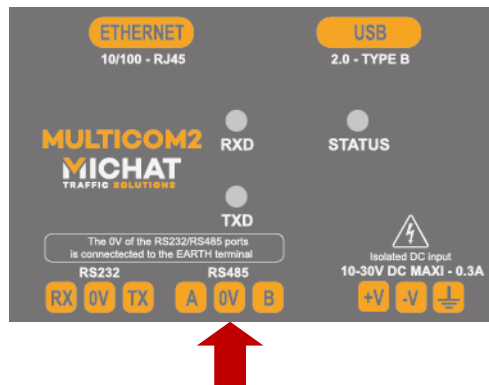 ETHERNET
10/100 - RJ45
USB
2.0 - TYPE B
MULTICOM2
MICHAT
TRAFFIC SOLUTIONS
RXD
STATUS
TXD
The 0V of the RS232/RS485 ports
is connectected to the EARTH terminal
RS232
RS485
RX 0V TX
A 0V B
Isolated DC input
10-30V DC MAXI - 0.3A
+V -V